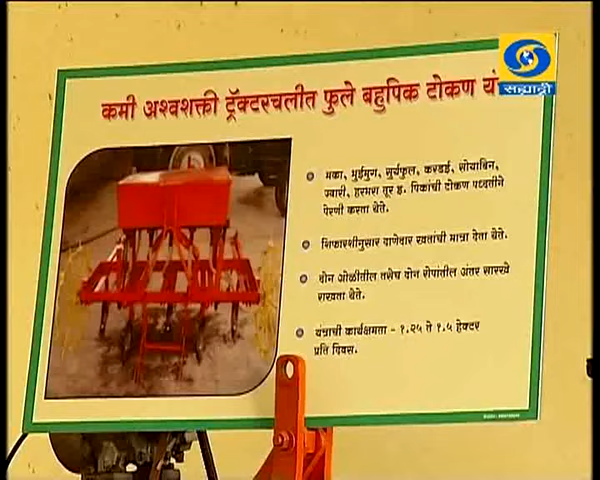 सह्याद्री
कमी अश्वशक्ती ट्रॅक्टरचलीत फुले बहुपिक टोकण यं
मका, भुईमुग, सुर्यफुल, करडई, सोयाबिन,
ज्वारी, हरभरा तूर इ. पिकांची टोकण पध्दतीने
पेरणी करता येते.
शिफारशीनुसार दाणेदार खतांची मात्रा देता येते.
दोन ओळीतील तसेच दोन रोपांतील अंतर सारखे
राखता येते.
यंत्राची कार्यक्षमता - १.२५ ते १.५ हेक्टर
प्रति दिवस.